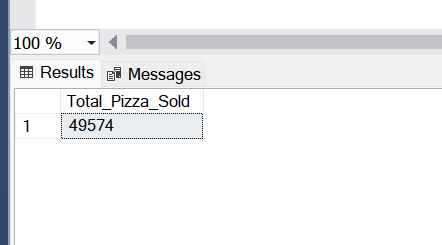 100 %
Results Messages
Total_Pizza_Sold
1 49574